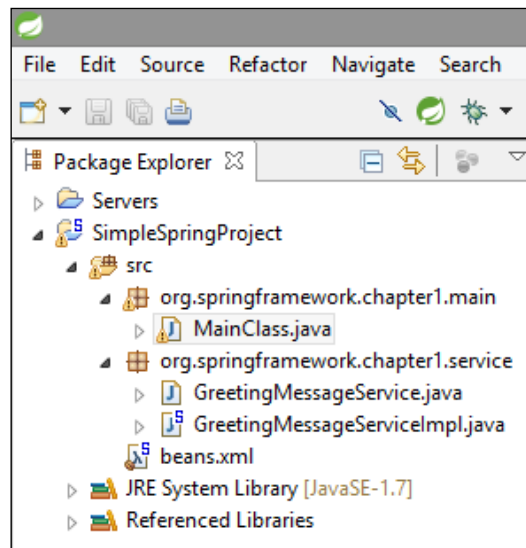 File Edit Source Refactor Navigate Search
Package Explorer
Servers
SimpleSpringProject
src
org.springframework.chapter1.main
MainClass.java
org.springframework.chapter1.service
GreetingMessageService.java
GreetingMessageServiceImpl.java
beans.xml
JRE System Library [JavaSE-1.7]
Referenced Libraries